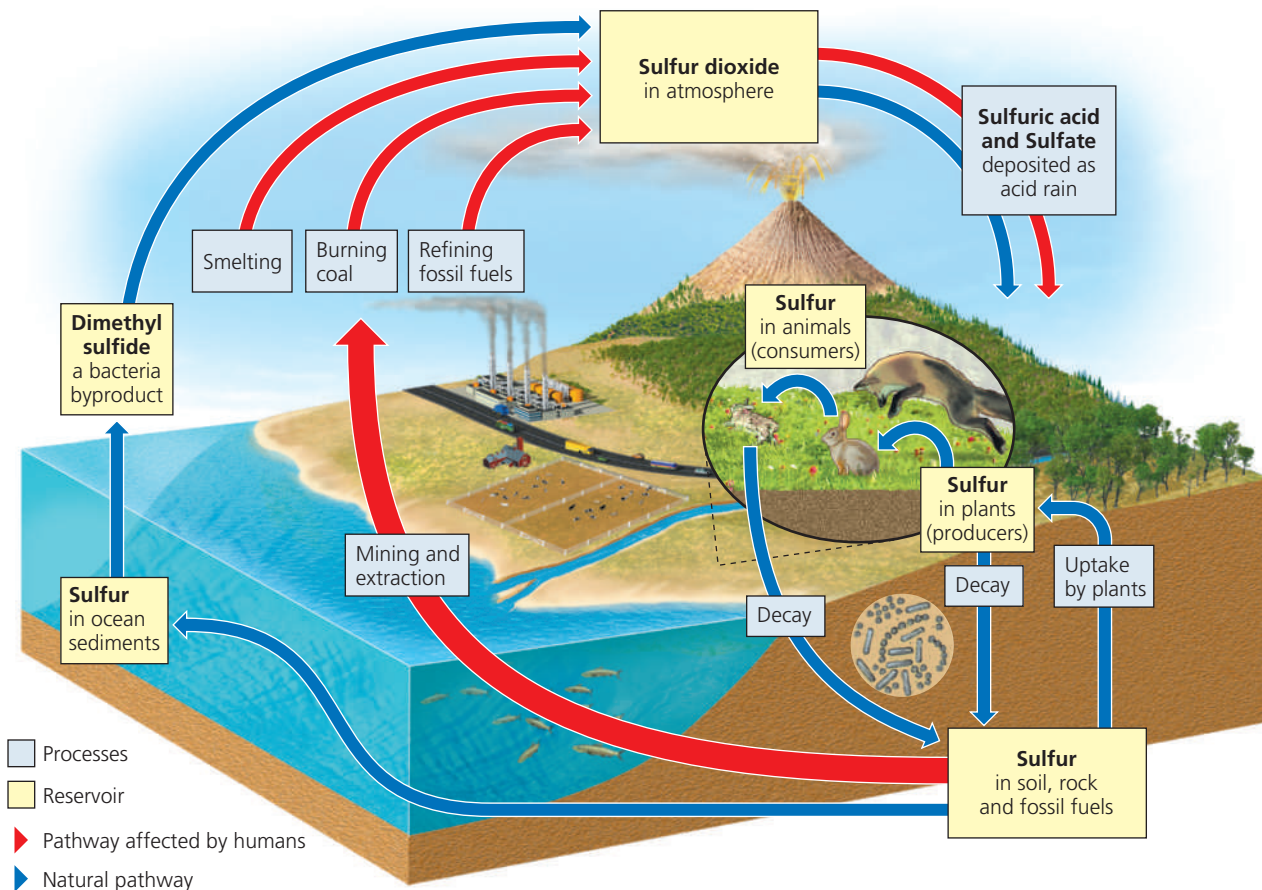 Sulfur dioxide
in atmosphere
Sulfuric acid
and Sulfate
deposited as
acid rain
Smelting
Burning
coal
Refining
fossil fuels
Dimethyl
sulfide
a bacteria
byproduct
Sulfur
in animals
(consumers)
Sulfur
in plants
(producers)
Mining and
extraction
Decay
Decay
Uptake
by plants
Sulfur
in ocean
sediments
Sulfur
in soil, rock
and fossil fuels
Processes
Reservoir
Pathway affected by humans
Natural pathway